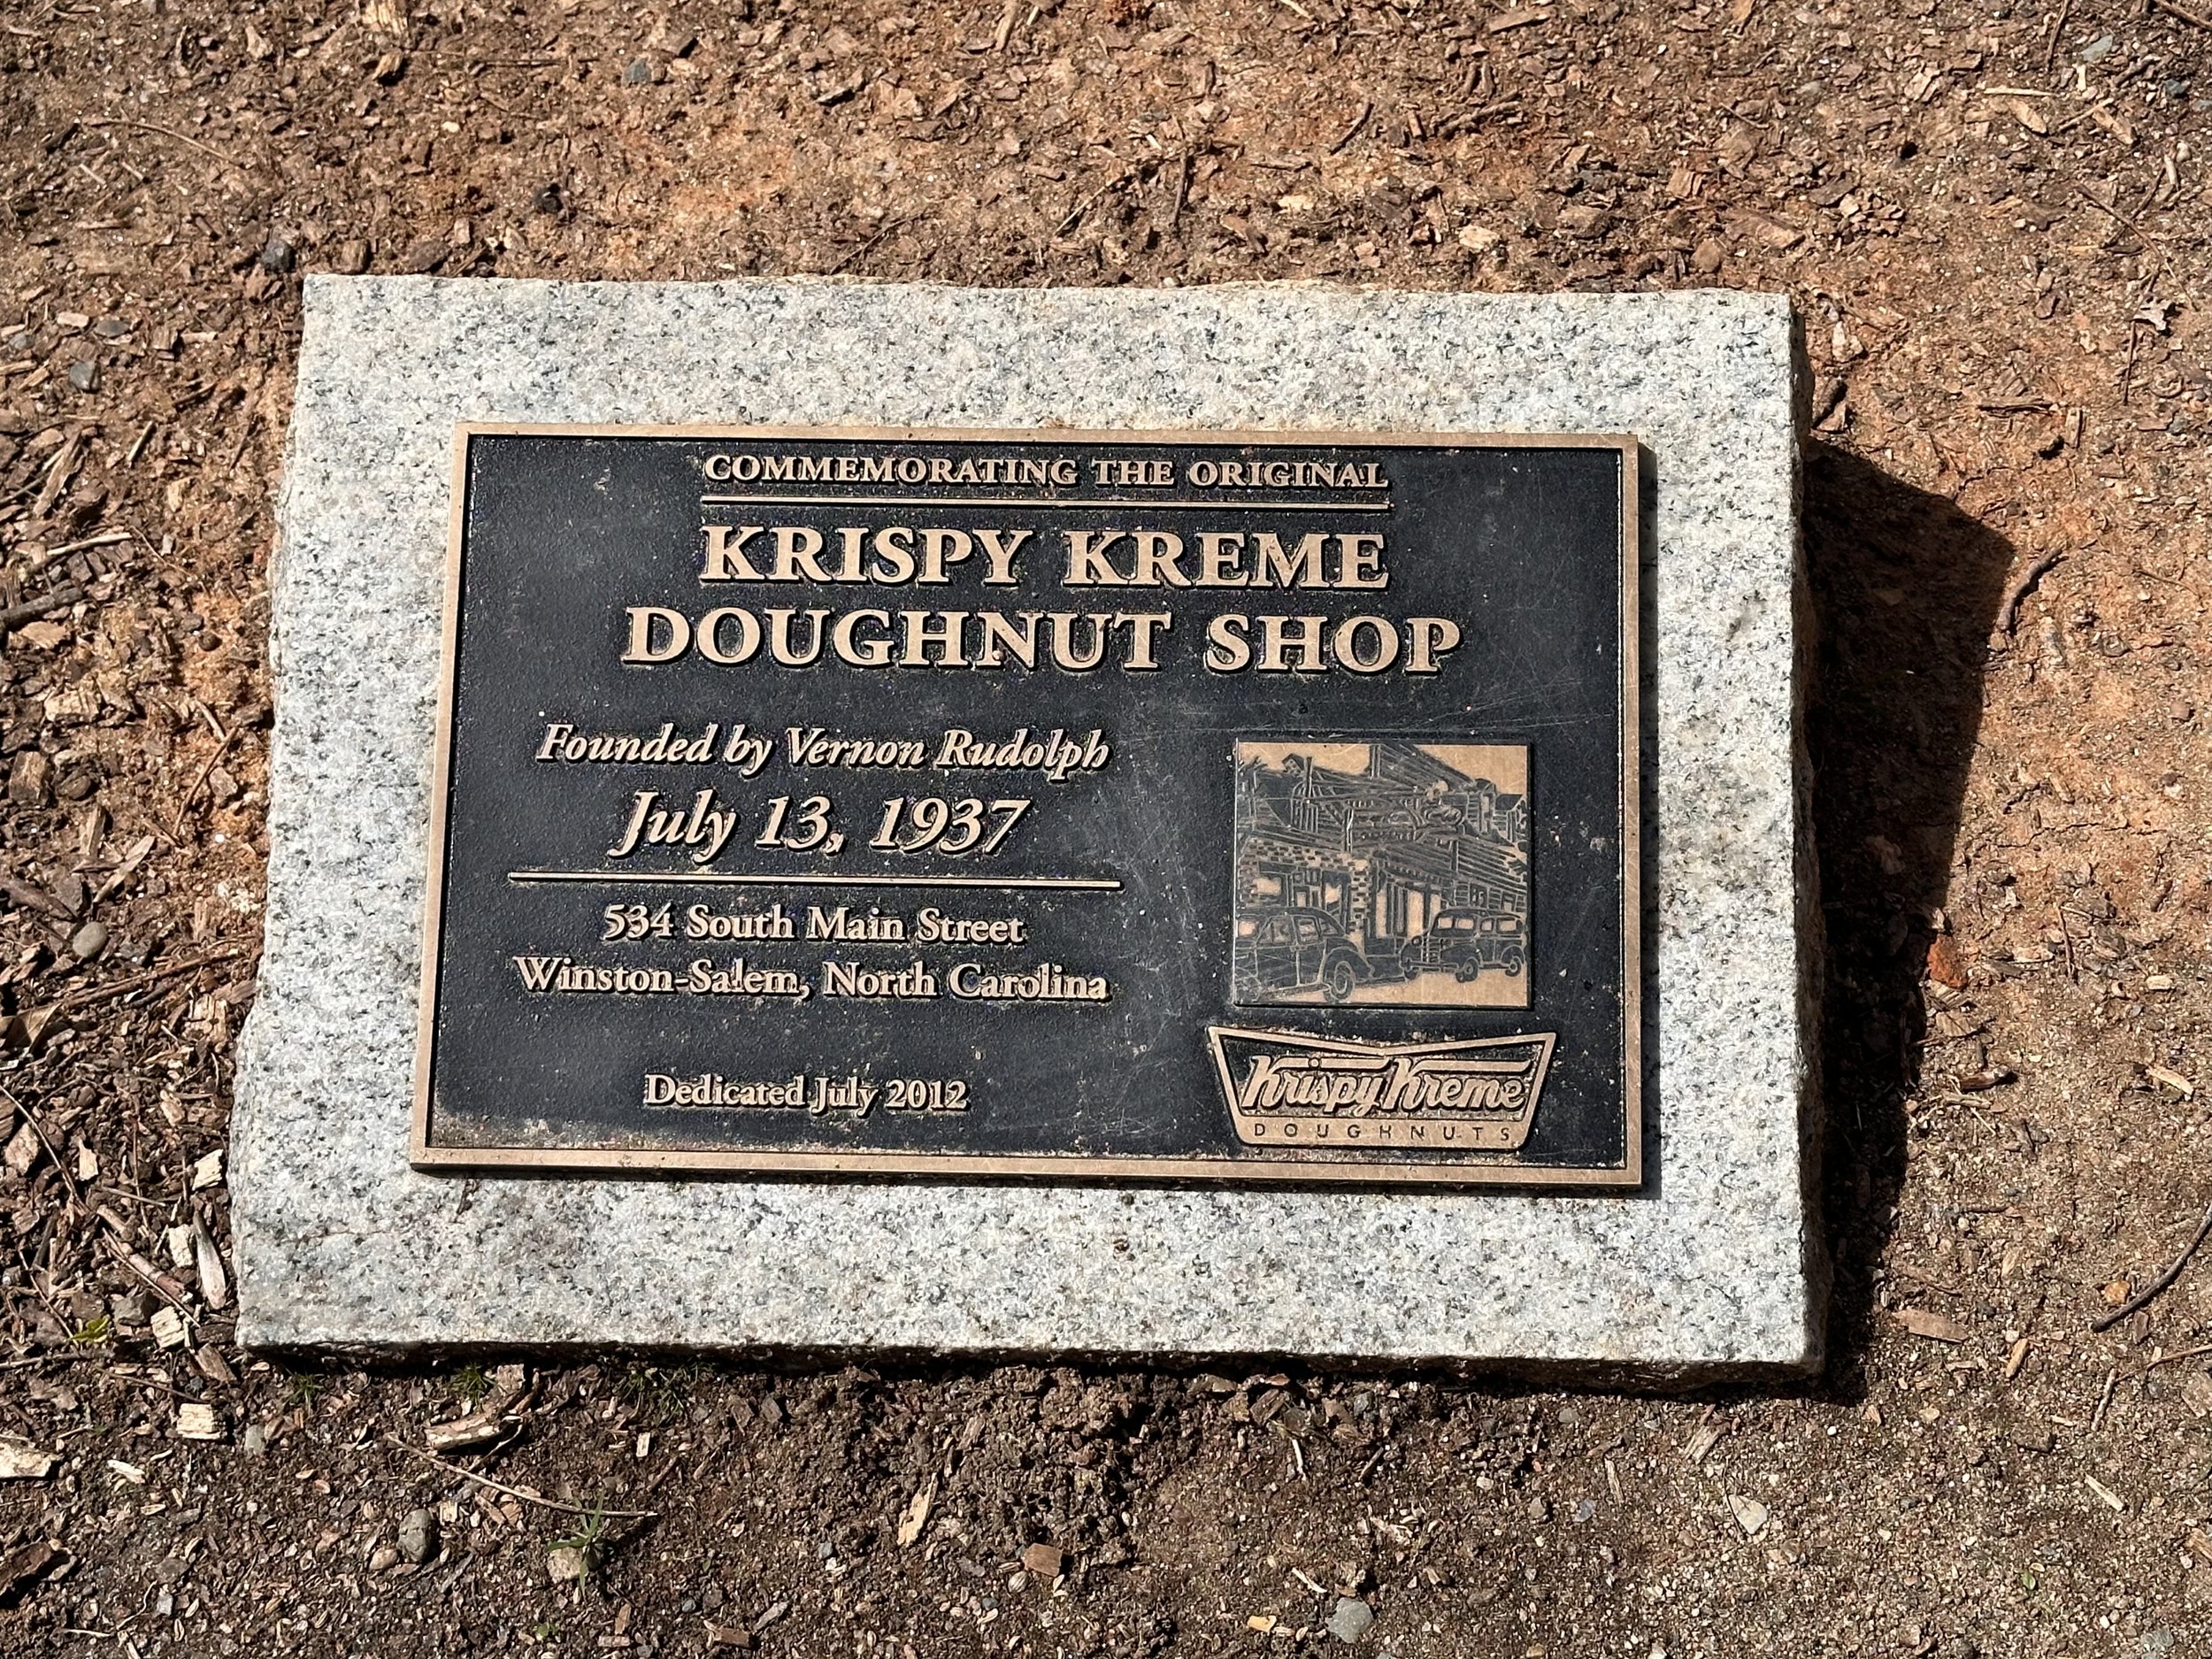 COMMEMORATING THE ORIGINAL
KRISPY KREME
DOUGHNUT SHOP
Founded by Vernon Rudolph
July 13, 1937
534 South Main Street
Winston-Salem, North Carolina
Dedicated July 2012
Krispy Kreme
DOUGHNUTS